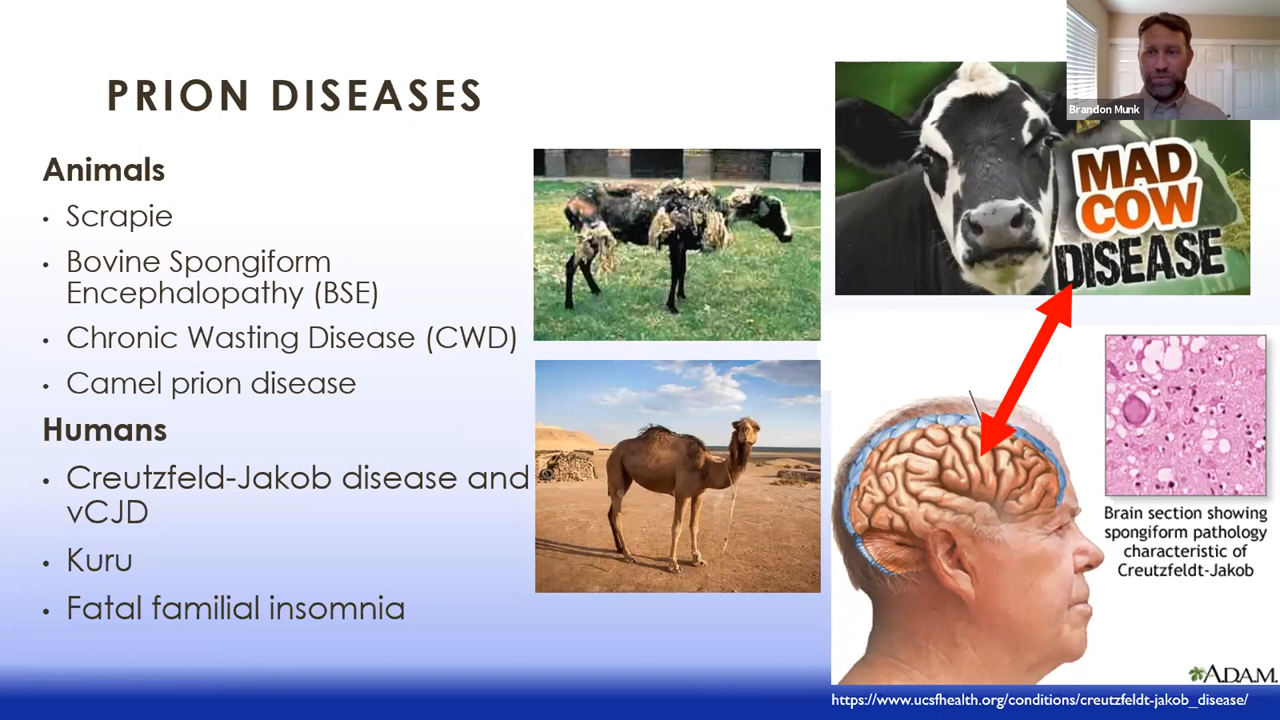 PRION DISEASES
Animals
• Scrapie
• Bovine Spongiform
Encephalopathy (BSE)
• Chronic Wasting Disease (CWD)
• Camel prion disease
Humans
• Creutzfeld-Jakob disease and
vCJD
• Kuru
• Fatal familial insomnia
Brandon Munk
MAD
COW
DISEASE
Brain section showing
spongiform pathology
characteristic of
Creutzfeldt-Jakob
A.D.A.M.
https://www.ucsfhealth.org/conditions/creutzfeldt-jakob_disease/